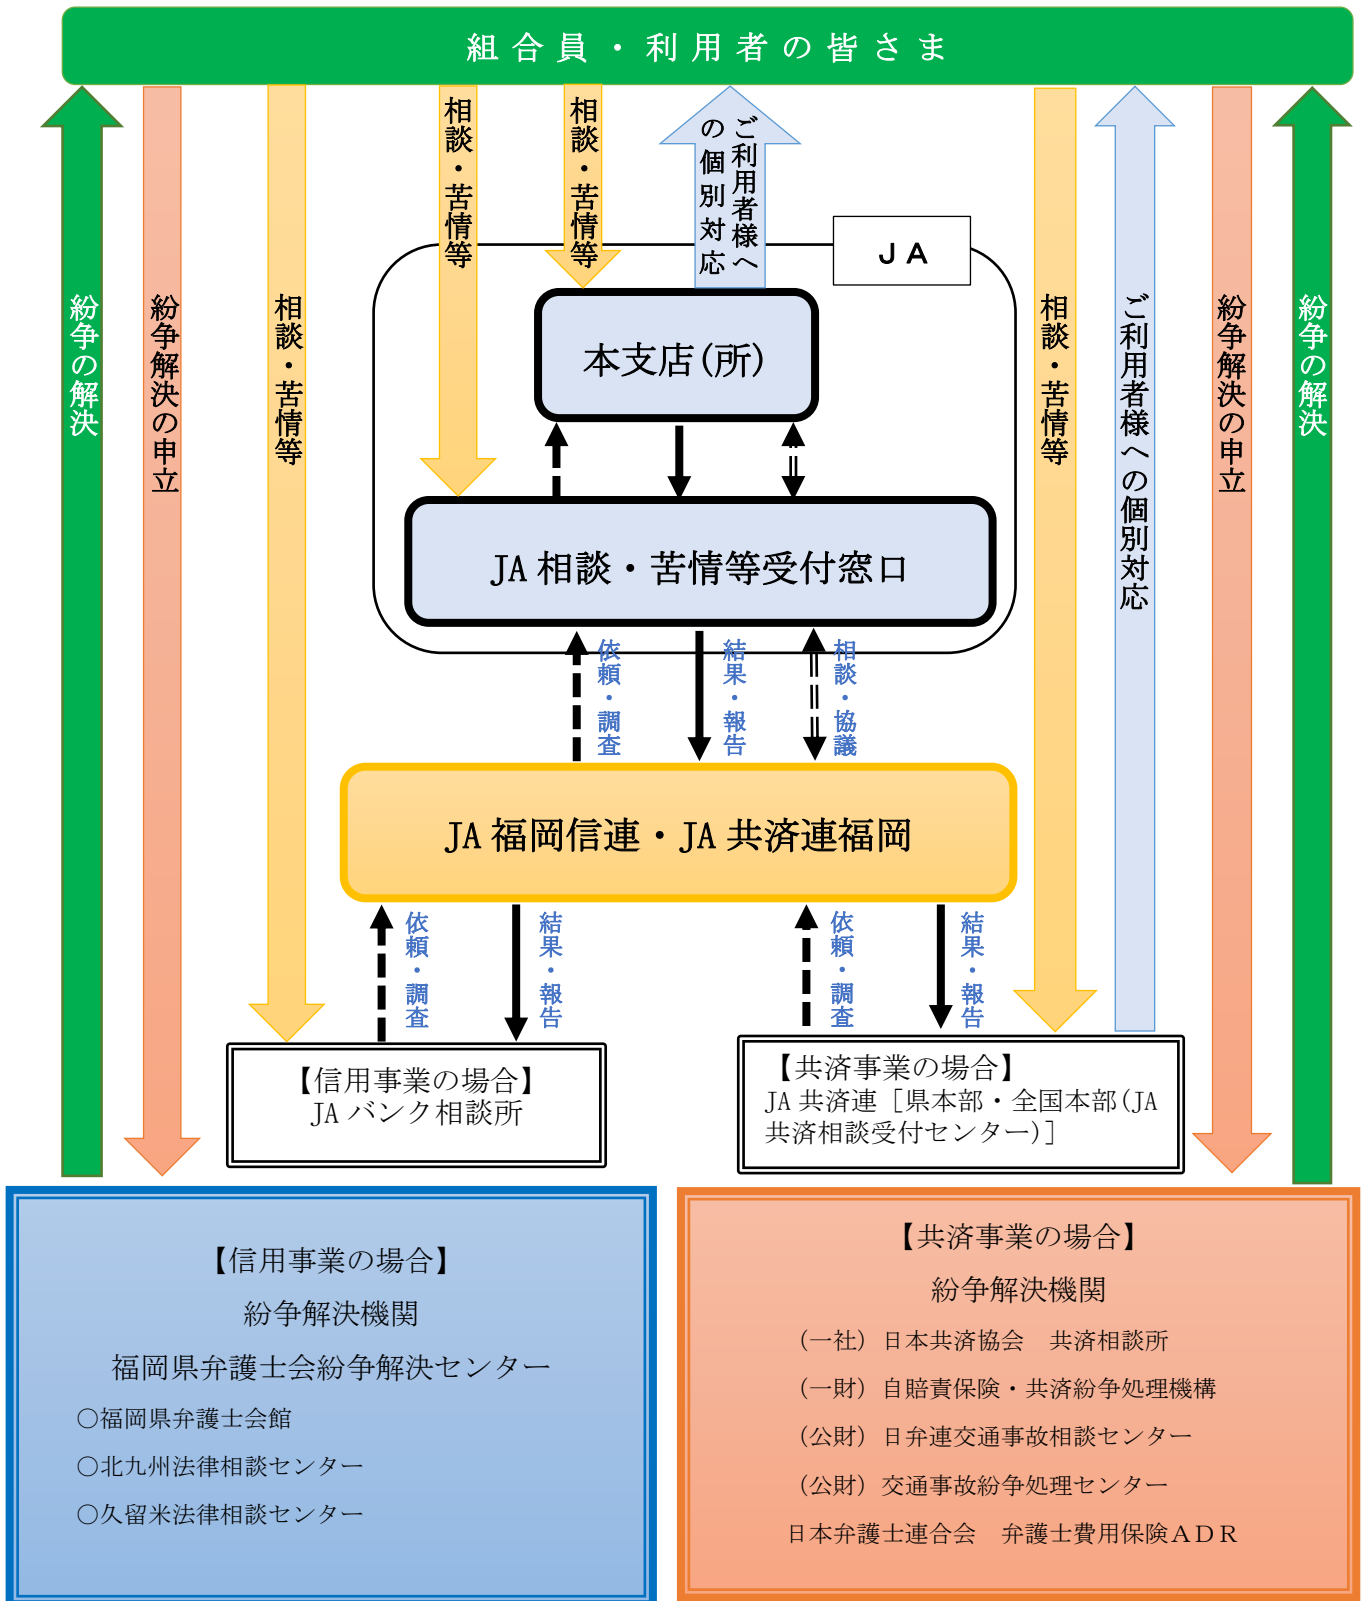 組合員・利用者の皆さま
紛争の解決
紛争解決の申立
相談・苦情等
相談・苦情等
相談・苦情等
ご利用者様へ
の個別対応
ＪＡ
相談・苦情等
ご利用者様への個別対応
紛争解決の申立
紛争の解決
本支店(所)
JA 相談・苦情等受付窓口
依頼・調査
結果・報告
相談・協議
JA 福岡信連・JA 共済連福岡
依頼・調査
結果・報告
依頼・調査
結果・報告
【信用事業の場合】
JA バンク相談所
【共済事業の場合】
JA 共済連［県本部・全国本部(JA
共済相談受付センター)］
【信用事業の場合】
紛争解決機関
福岡県弁護士会紛争解決センター
○福岡県弁護士会館
○北九州法律相談センター
○久留米法律相談センター
【共済事業の場合】
紛争解決機関
（一社）日本共済協会　共済相談所
（一財）自賠責保険・共済紛争処理機構
（公財）日弁連交通事故相談センター
（公財）交通事故紛争処理センター
日本弁護士連合会　弁護士費用保険ＡＤＲ